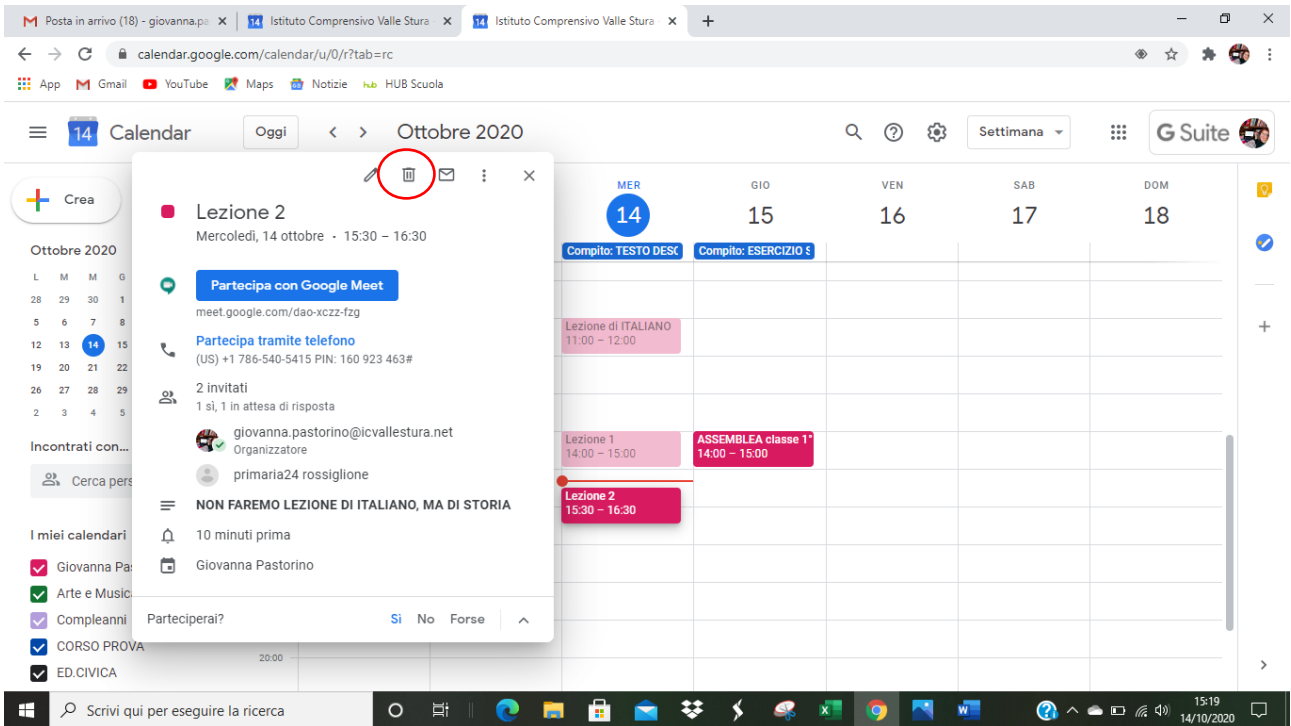 Posta in arrivo (18) - giovanna.pa
Istituto Comprensivo Valle Stura
Istituto Comprensivo Valle Stura
calendar.google.com/calendar/u/0/r?tab=rc
App Gmail YouTube Maps Notizie hub HUB Scuola
14 Calendar Oggi Ottobre 2020 Settimana G Suite
Crea
Ottobre 2020
L M M G
28 29 30 1
5 6 7 8
12 13 14 15
19 20 21 22
26 27 28 29
2 3 4 5
Incontrati con...
Cerca pers
I miei calendari
Giovanna Pas
Arte e Music
Compleanni
CORSO PROVA
ED.CIVICA
Lezione 2
Mercoledì, 14 ottobre • 15:30 – 16:30
Partecipa con Google Meet
meet.google.com/dao-xczz-fzg
Partecipa tramite telefono
(US) +1 786-540-5415 PIN: 160 923 463#
2 invitati
1 sì, 1 in attesa di risposta
giovanna.pastorino@icvallestura.net
Organizzatore
primaria24 rossiglione
NON FAREMO LEZIONE DI ITALIANO, MA DI STORIA
10 minuti prima
Giovanna Pastorino
Parteciperai? Sì No Forse
20:00
MER GIO VEN SAB DOM
14 15 16 17 18
Compito: TESTO DESC
Compito: ESERCIZIO S
Lezione di ITALIANO
11:00 – 12:00
Lezione 1
14:00 – 15:00
ASSEMBLEA classe 1°
14:00 – 15:00
Lezione 2
15:30 – 16:30
Scrivi qui per eseguire la ricerca
15:19
14/10/2020